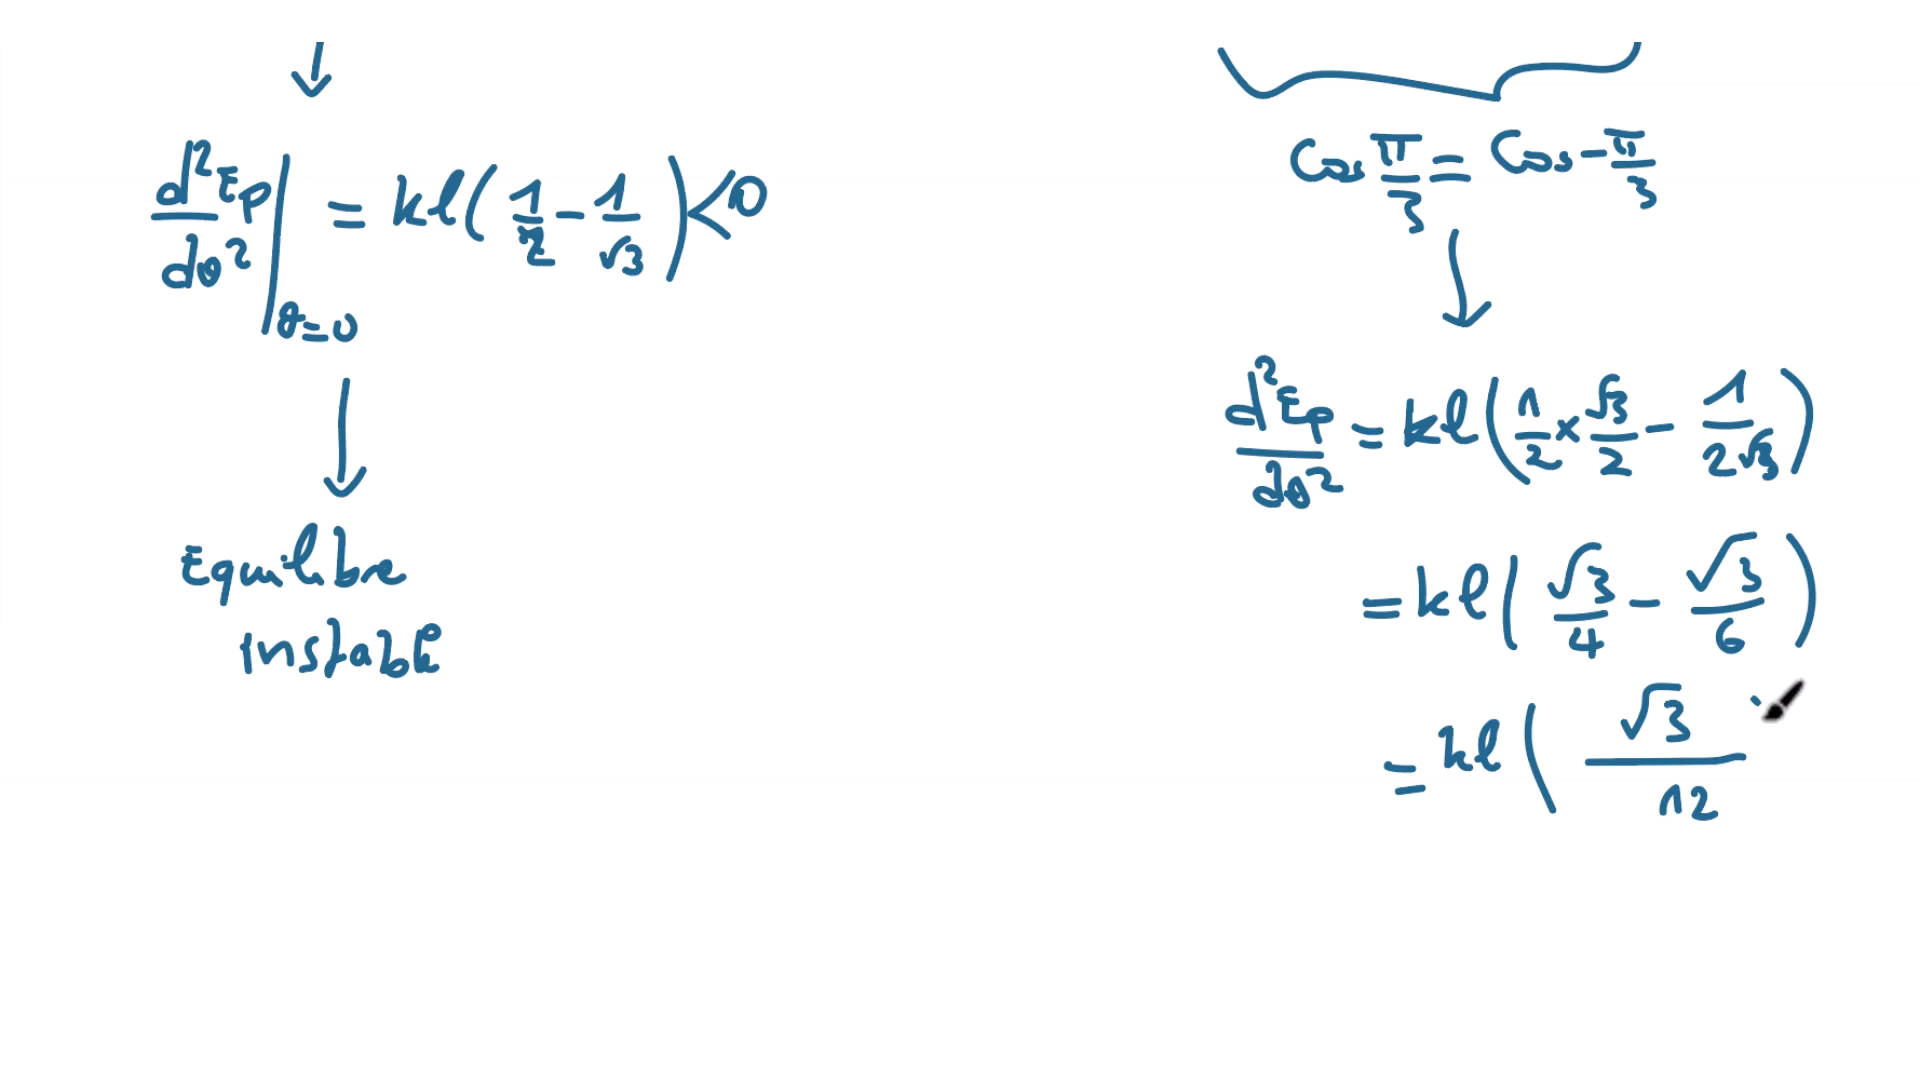 d²Ep/dθ² |θ=0 = kl(1/2 - 1/√3) < 0
Equilibre
instable
Cos π/3 = Cos -π/3
d²Ep/dθ² = kl(1/2 × √3/2 - 1/2√3)
= kl(√3/4 - √3/6)
= kl(√3/12